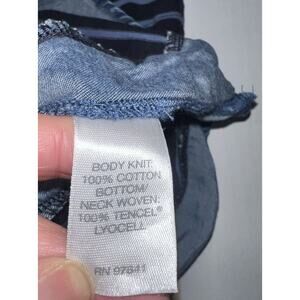 BODY KNIT:
100% COTTON
BOTTOM/
NECK WOVEN:
100% TENCEL®
LYOCELL
RN 97841